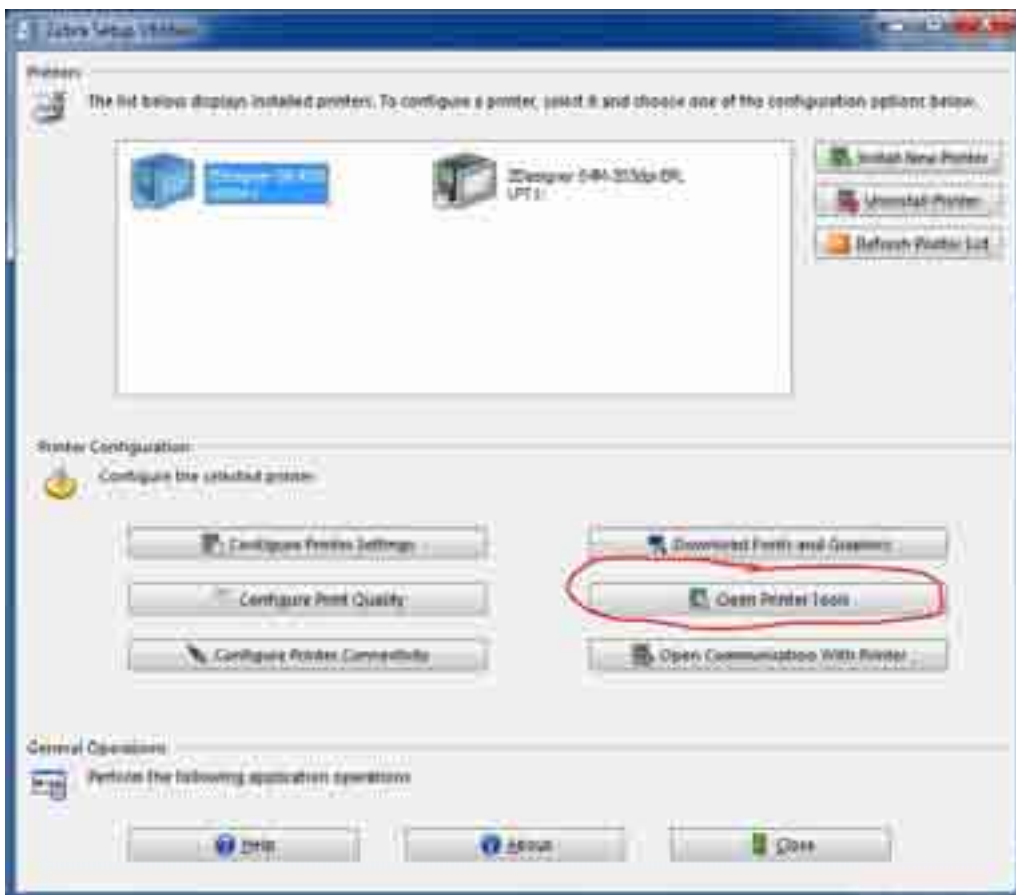 Zebra Setup Utilities
Printers
The list below displays installed printers. To configure a printer, select it and choose one of the configuration options below.
LPT1:
Install New Printer
Uninstall Printer
Refresh Printer List
Printer Configuration
Configure the selected printer
Configure Printer Settings
Download Fonts and Graphics
Configure Print Quality
Open Printer Tools
Configure Printer Connectivity
Open Communication With Printer
General Operations
Perform the following application operations
Help
About
Close